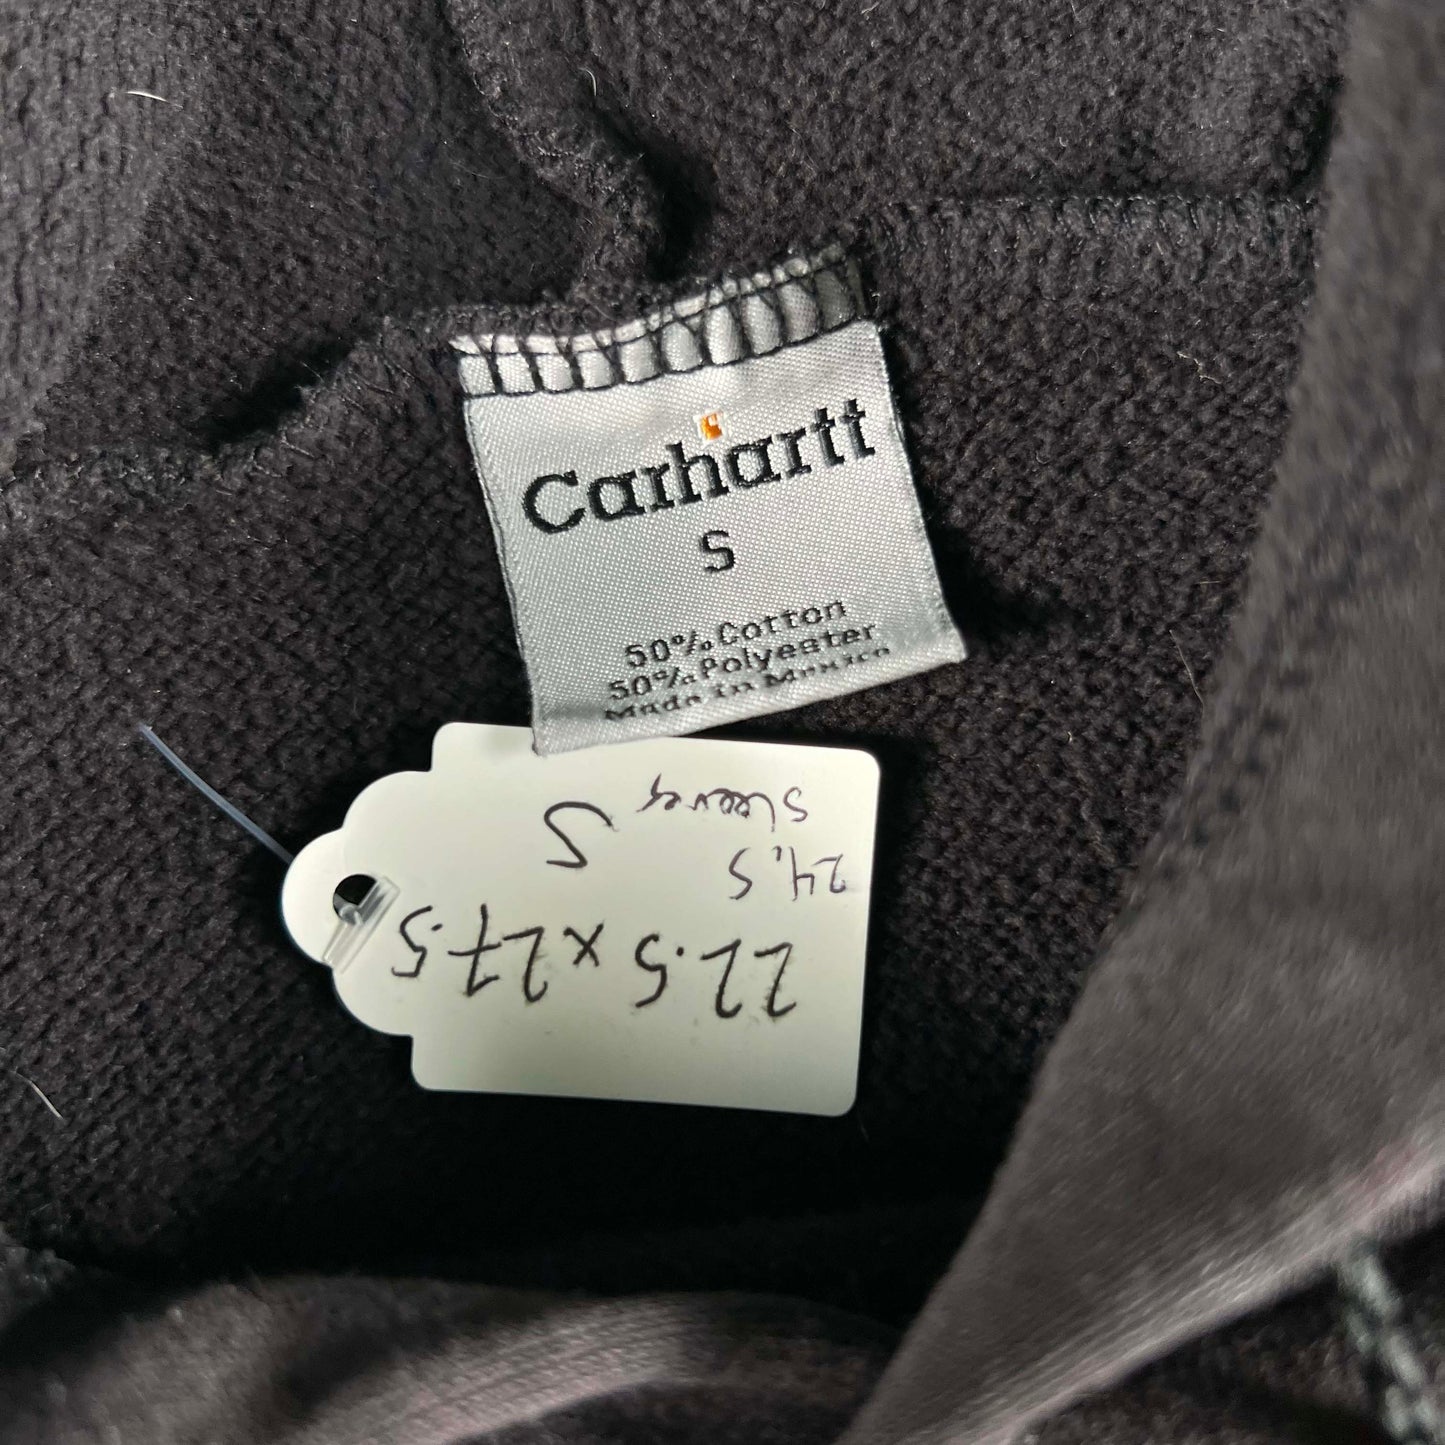 Carhartt
S
50% Cotton
50% Polyester
Made in Mexico
22.5 x 27.5
24.5
S
sleeves